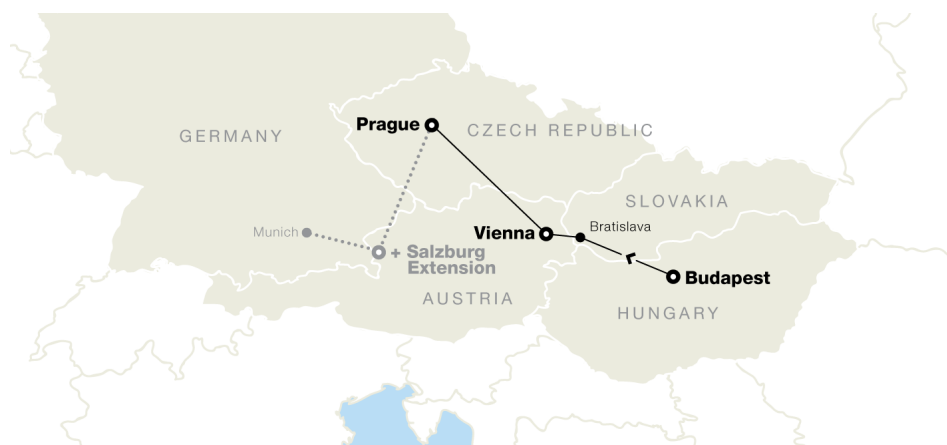 Prague
CZECH REPUBLIC
GERMANY
SLOVAKIA
Bratislava
Munich
Vienna
+ Salzburg
Extension
Budapest
AUSTRIA
HUNGARY